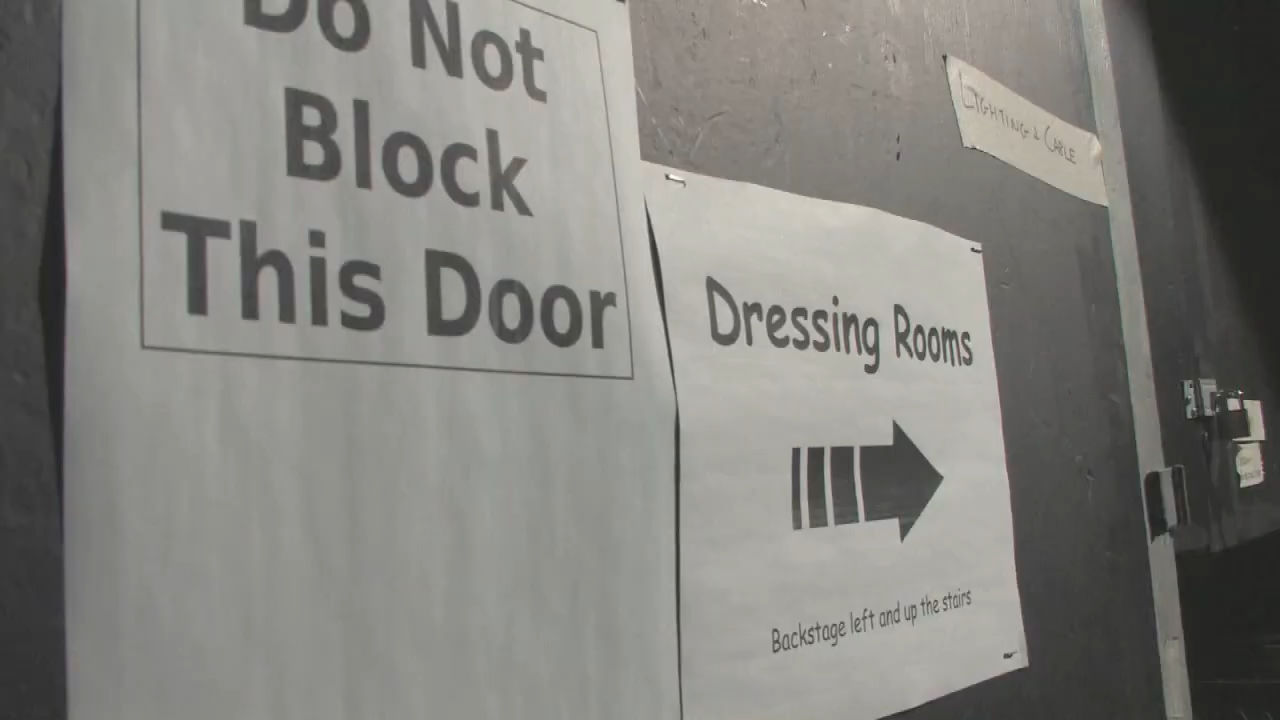 Do Not
Block
This Door
Lighting & Cable
Dressing Rooms
Backstage left and up the stairs